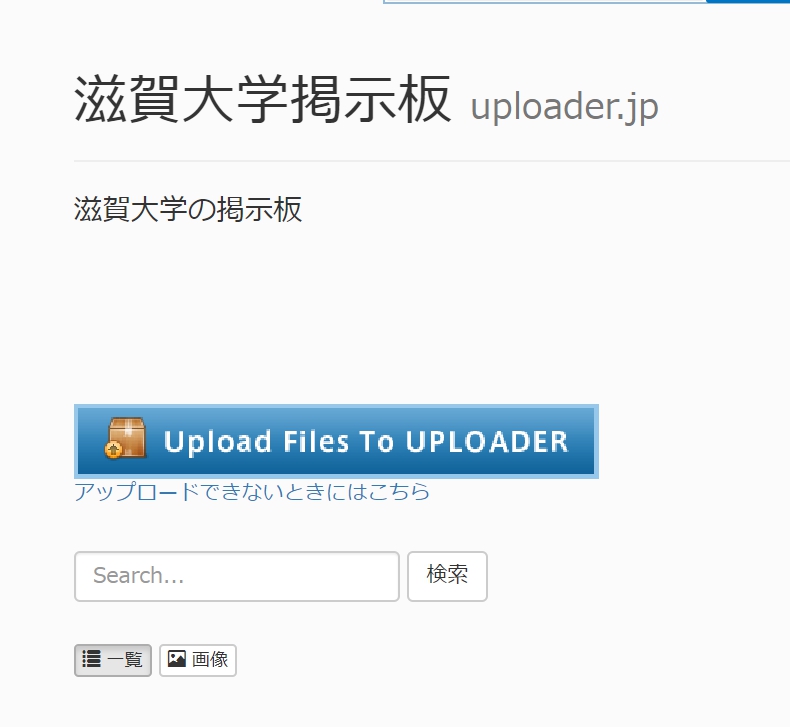 滋賀大学掲示板 uploader.jp
滋賀大学の掲示板
Upload Files To UPLOADER
アップロードできないときにはこちら
Search... 検索
一覧 画像